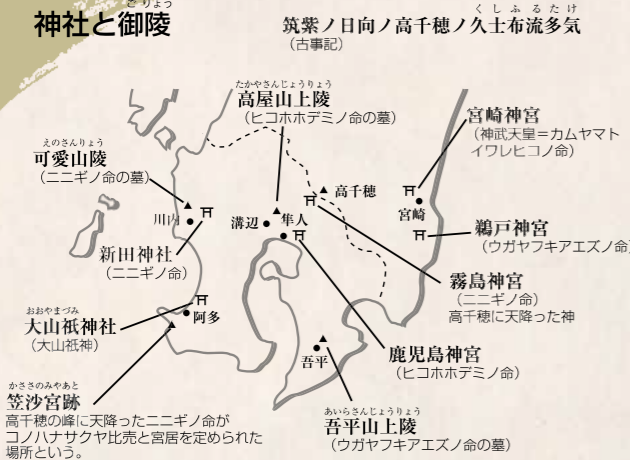 ごりょう
神社と御陵
くしふるたけ
筑紫ノ日向ノ高千穂ノ久士布流多気
(古事記)
たかやさんじょうりょう
高屋山上陵
(ヒコホホデミノ命の墓)
宮崎神宮
(神武天皇=カムヤマト
イワレヒコノ命)
えのさんりょう
可愛山陵
(ニニギノ命の墓)
高千穂
川内
溝辺
隼人
宮崎
鵜戸神宮
(ウガヤフキアエズノ命)
新田神社
(ニニギノ命)
霧島神宮
(ニニギノ命)
高千穂に天降った神
おおやまづみ
大山祇神社
(大山祇神)
阿多
鹿児島神宮
(ヒコホホデミノ命)
吾平
かささのみやあと
笠沙宮跡
高千穂の峰に天降ったニニギノ命が
コノハナサクヤ比売と宮居を定められた
場所という。
あいらさんじょうりょう
吾平山上陵
(ウガヤフキアエズノ命の墓)